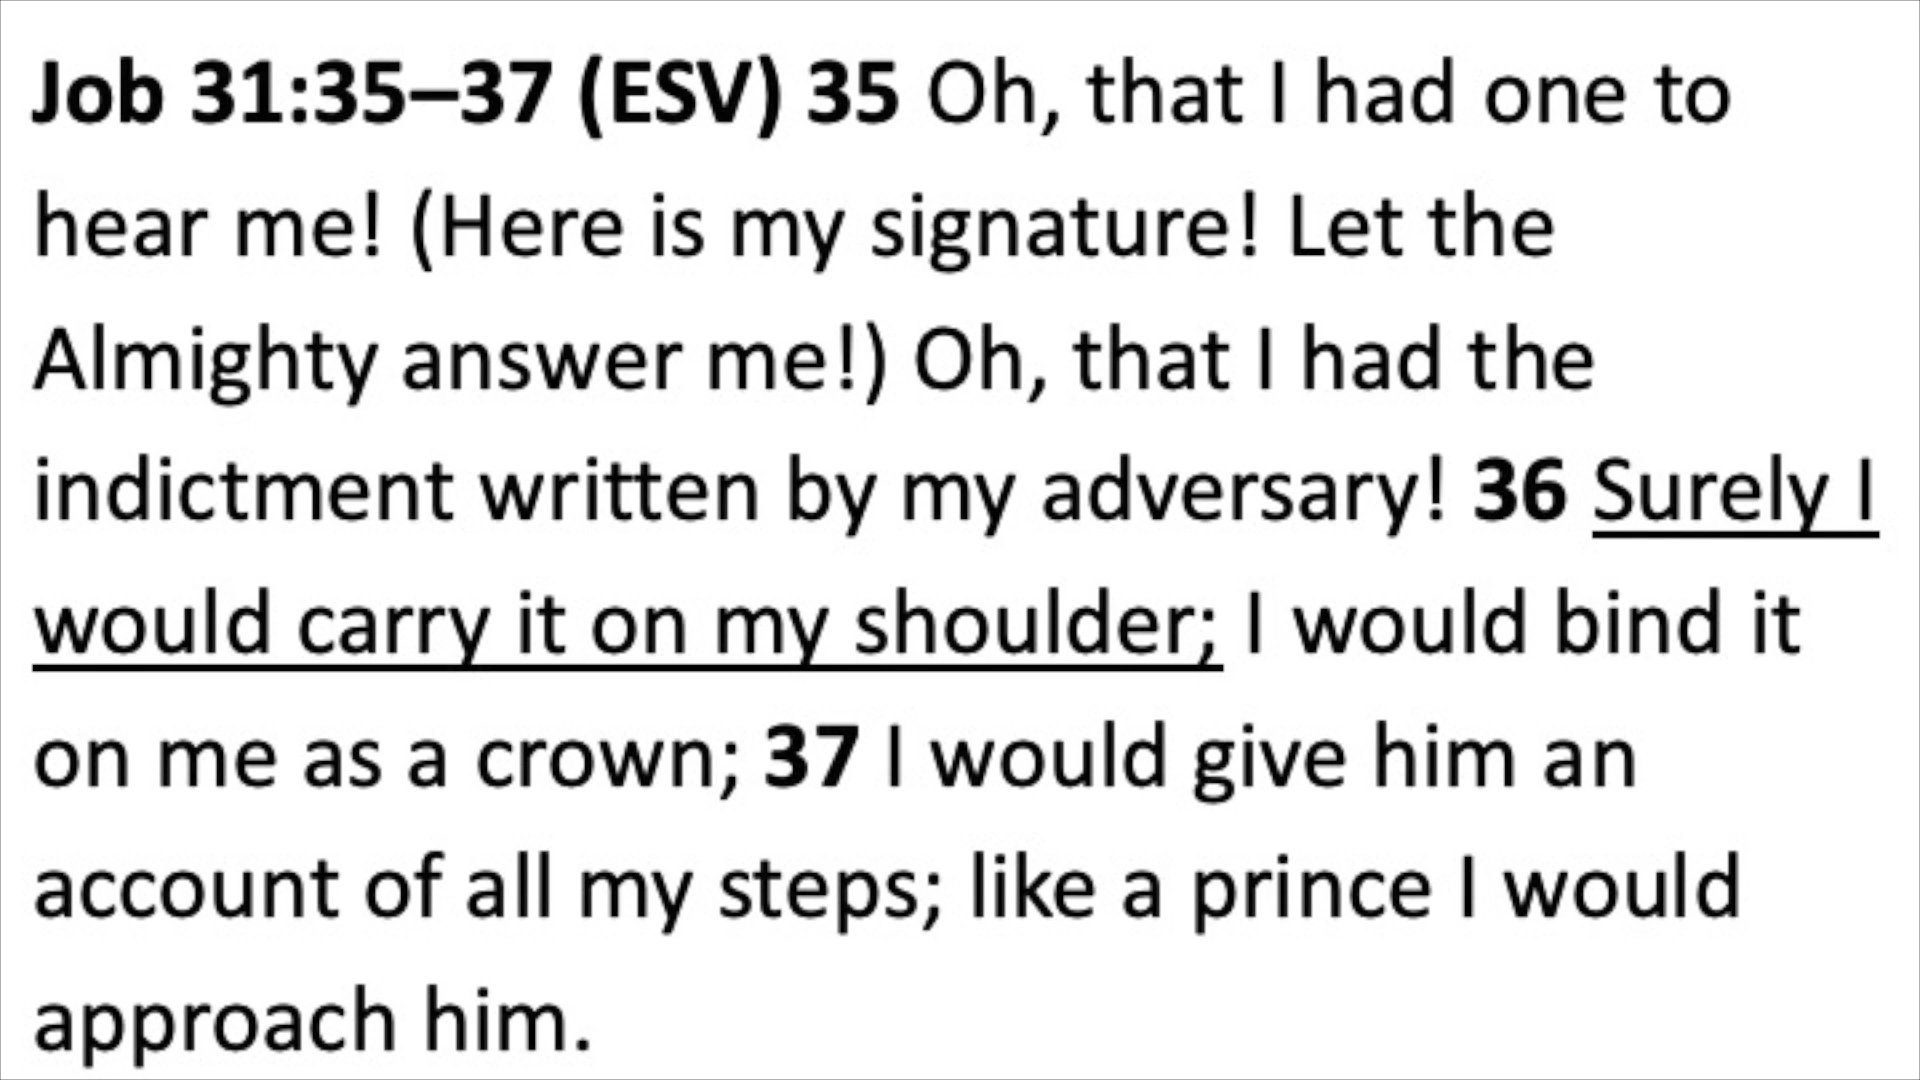 Job 31:35–37 (ESV) 35 Oh, that I had one to
hear me! (Here is my signature! Let the
Almighty answer me!) Oh, that I had the
indictment written by my adversary! 36 Surely I
would carry it on my shoulder; I would bind it
on me as a crown; 37 I would give him an
account of all my steps; like a prince I would
approach him.